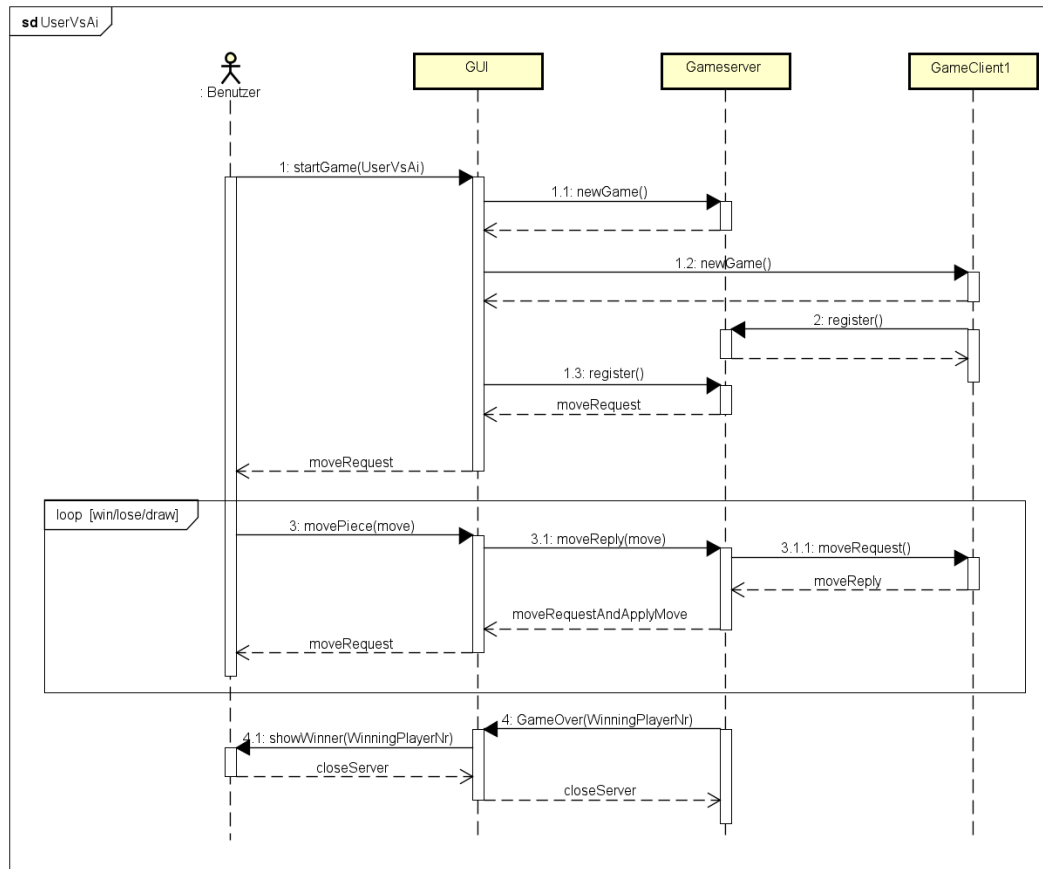 sd UserVsAi
: Benutzer
GUI
Gameserver
GameClient1
1: startGame(UserVsAi)
1.1: newGame()
1.2: newGame()
2: register()
1.3: register()
moveRequest
moveRequest
loop [win/lose/draw]
3: movePiece(move)
3.1: moveReply(move)
3.1.1: moveRequest()
moveReply
moveRequestAndApplyMove
moveRequest
4: GameOver(WinningPlayerNr)
4.1: showWinner(WinningPlayerNr)
closeServer
closeServer